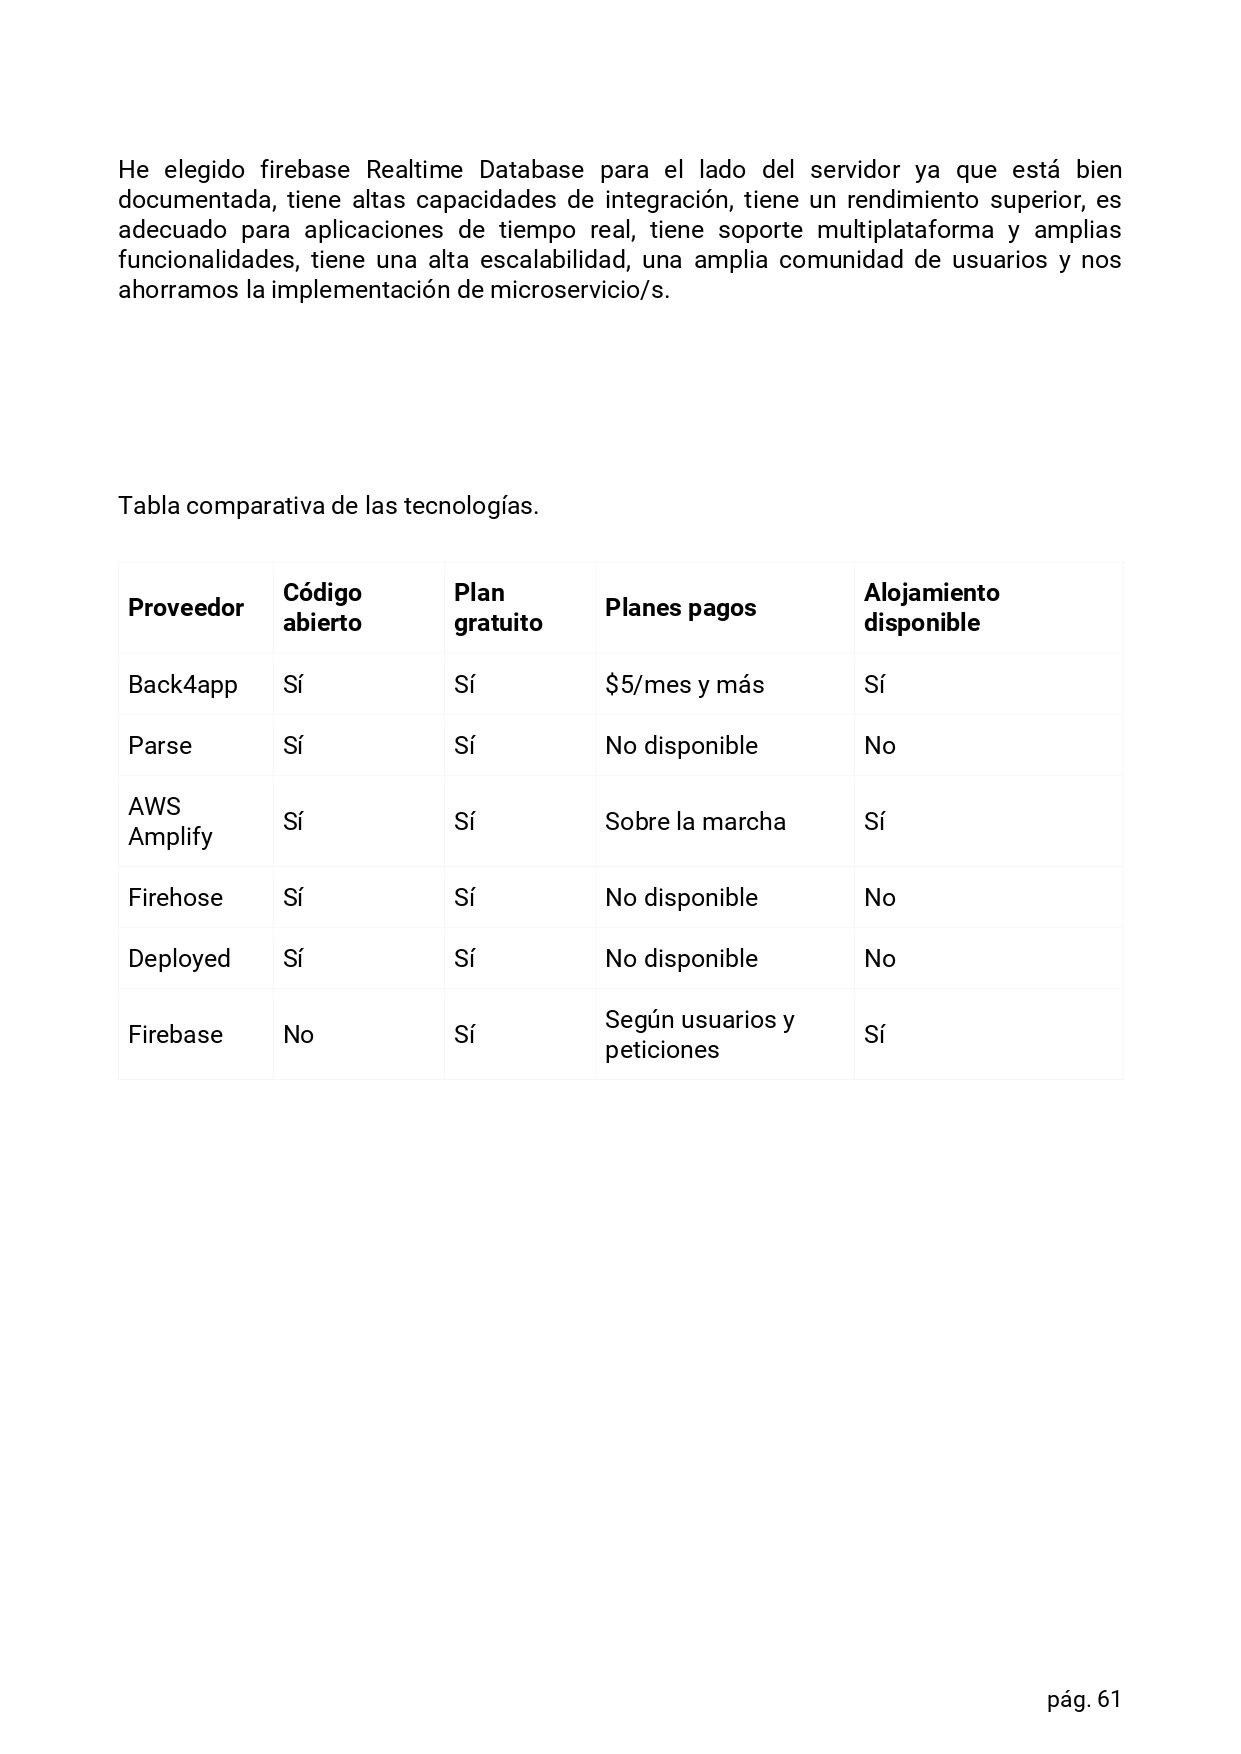 He elegido firebase Realtime Database para el lado del servidor ya que está bien
documentada, tiene altas capacidades de integración, tiene un rendimiento superior, es
adecuado para aplicaciones de tiempo real, tiene soporte multiplataforma y amplias
funcionalidades, tiene una alta escalabilidad, una amplia comunidad de usuarios y nos
ahorramos la implementación de microservicio/s.
Tabla comparativa de las tecnologías.
Proveedor Código abierto Plan gratuito Planes pagos Alojamiento disponible
Back4app Sí Sí $5/mes y más Sí
Parse Sí Sí No disponible No
AWS Amplify Sí Sí Sobre la marcha Sí
Firehose Sí Sí No disponible No
Deployed Sí Sí No disponible No
Firebase No Sí Según usuarios y peticiones Sí
pág. 61